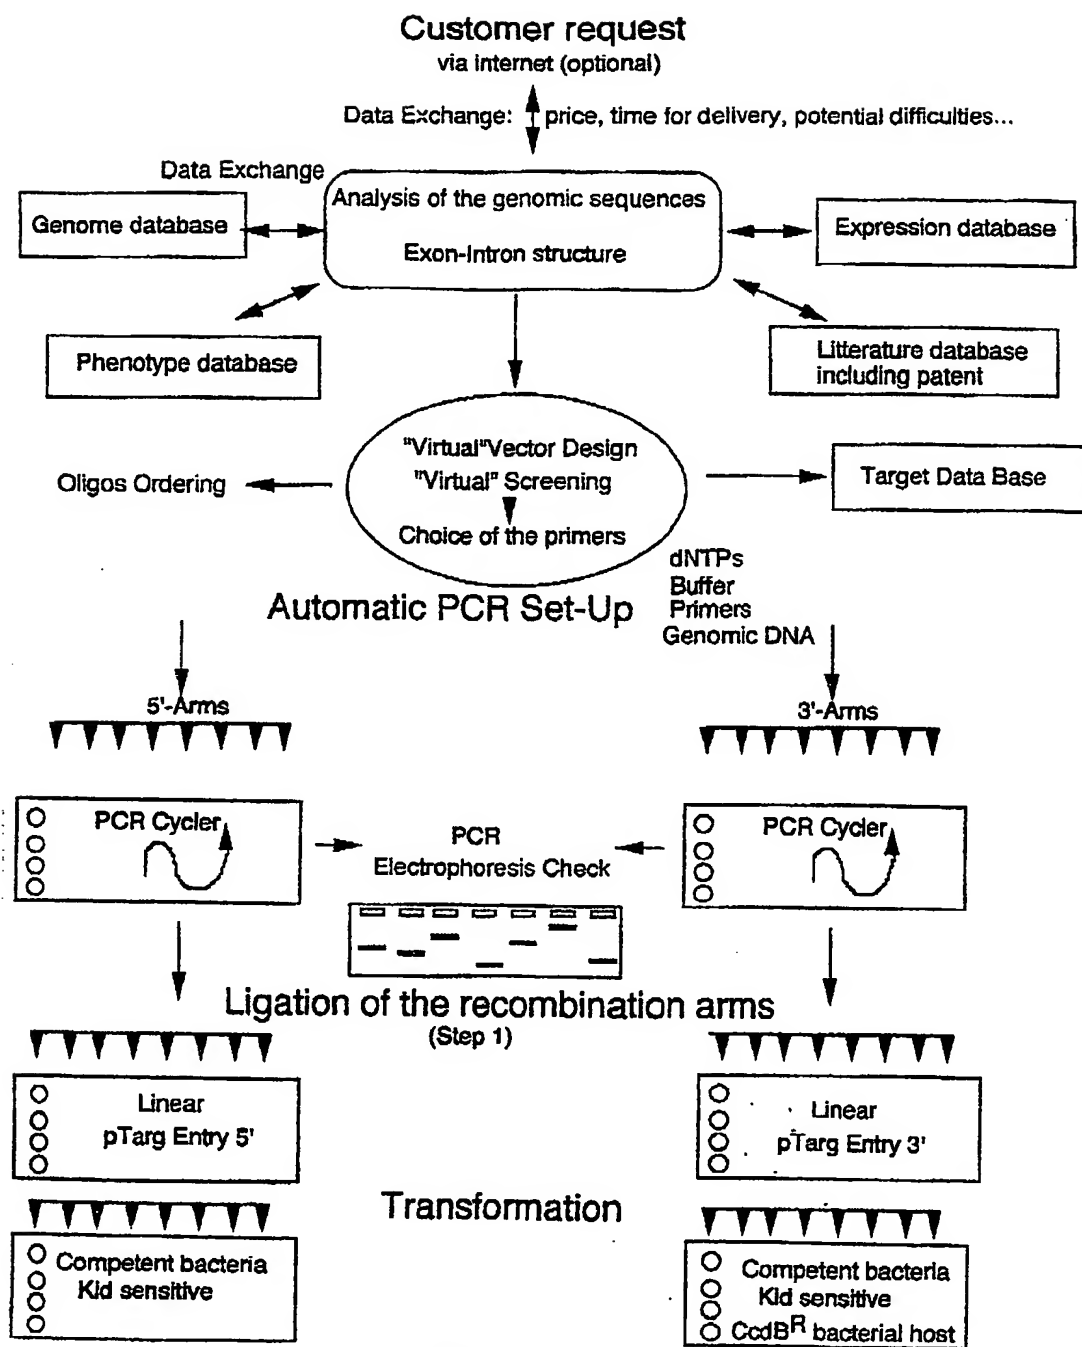 Customer request
via internet (optional)
Data Exchange: price, time for delivery, potential difficulties...
Data Exchange
Genome database
Analysis of the genomic sequences
Exon-Intron structure
Expression database
Phenotype database
Litterature database
including patent
"Virtual"Vector Design
"Virtual" Screening
Choice of the primers
Oligos Ordering
Target Data Base
dNTPs
Buffer
Primers
Genomic DNA
Automatic PCR Set-Up
5'-Arms
3'-Arms
PCR Cycler
PCR
Electrophoresis Check
PCR Cycler
Ligation of the recombination arms
(Step 1)
Linear
pTarg Entry 5'
Linear
pTarg Entry 3'
Transformation
Competent bacteria
Kid sensitive
Competent bacteria
Kid sensitive
CcdBR bacterial host